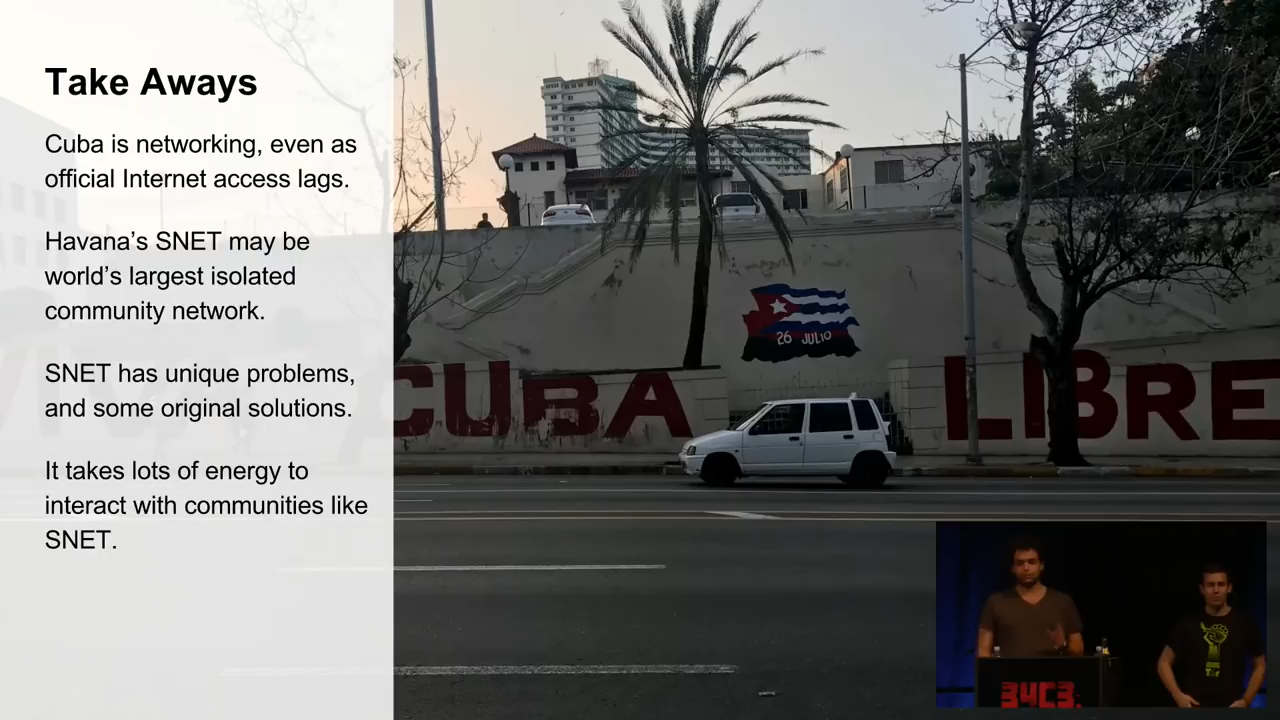 Take Aways
Cuba is networking, even as
official Internet access lags.
Havana's SNET may be
world's largest isolated
community network.
SNET has unique problems,
and some original solutions.
It takes lots of energy to
interact with communities like
SNET.
26 JULIO
CUBA LIBRE
34C3